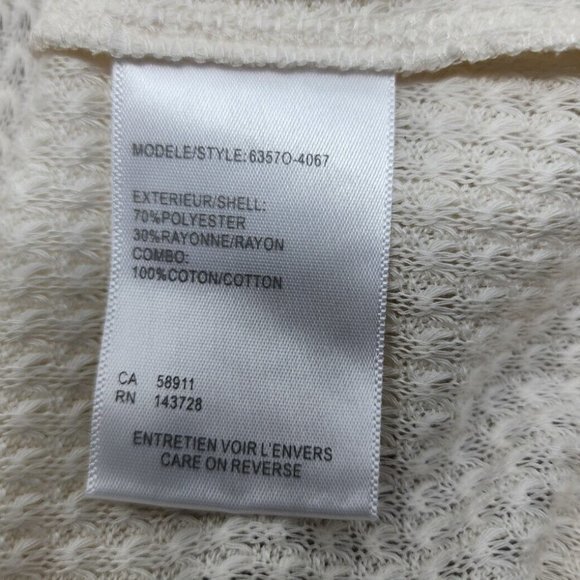 MODELE/STYLE: 6357O-4067
EXTERIEUR/SHELL:
70%POLYESTER
30%RAYONNE/RAYON
COMBO:
100%COTON/COTTON
CA 58911
RN 143728
ENTRETIEN VOIR L'ENVERS
CARE ON REVERSE